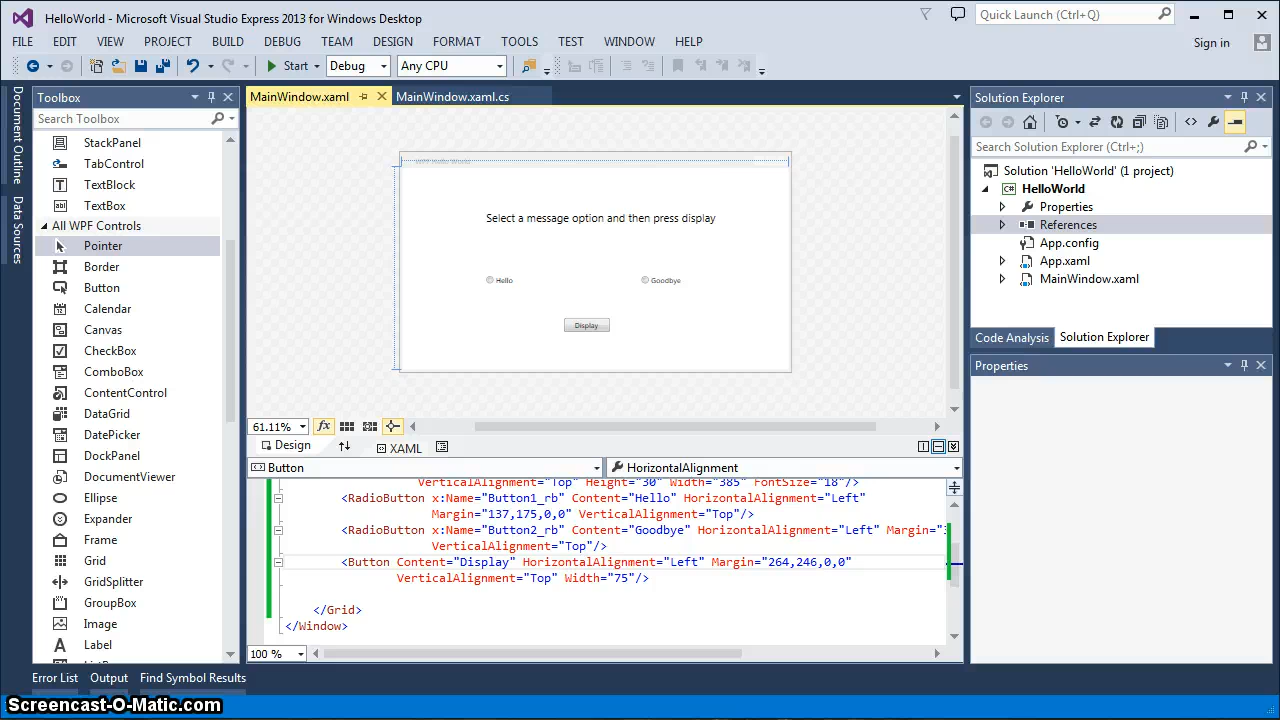 HelloWorld - Microsoft Visual Studio Express 2013 for Windows Desktop
Quick Launch (Ctrl+Q)
FILE EDIT VIEW PROJECT BUILD DEBUG TEAM DESIGN FORMAT TOOLS TEST WINDOW HELP
Sign in
Start Debug Any CPU
Document Outline
Data Sources
Toolbox
Search Toolbox
StackPanel
TabControl
TextBlock
TextBox
All WPF Controls
Pointer
Border
Button
Calendar
Canvas
CheckBox
ComboBox
ContentControl
DataGrid
DatePicker
DockPanel
DocumentViewer
Ellipse
Expander
Frame
Grid
GridSplitter
GroupBox
Image
Label
MainWindow.xaml MainWindow.xaml.cs
WPF Hello World
Select a message option and then press display
Hello Goodbye
Display
61.11% fx
Design XAML
Button HorizontalAlignment
VerticalAlignment="Top" Height="30" Width="385" FontSize="18"/>
<RadioButton x:Name="Button1_rb" Content="Hello" HorizontalAlignment="Left"
Margin="137,175,0,0" VerticalAlignment="Top"/>
<RadioButton x:Name="Button2_rb" Content="Goodbye" HorizontalAlignment="Left" Margin="
VerticalAlignment="Top"/>
<Button Content="Display" HorizontalAlignment="Left" Margin="264,246,0,0"
VerticalAlignment="Top" Width="75"/>
</Grid>
</Window>
100 %
Solution Explorer
Search Solution Explorer (Ctrl+;)
Solution 'HelloWorld' (1 project)
C# HelloWorld
Properties
References
App.config
App.xaml
MainWindow.xaml
Code Analysis Solution Explorer
Properties
Error List Output Find Symbol Results
Screencast-O-Matic.com